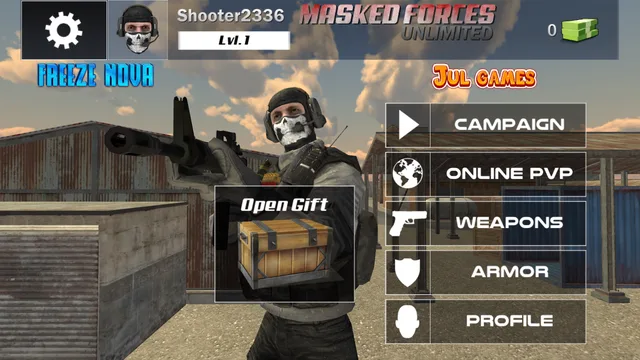 Shooter2336
MASKED FORCES
UNLIMITED
0
Lvl.1
FREEZE NOVA
JUL GAMES
CAMPAIGN
ONLINE PVP
Open Gift
WEAPONS
ARMOR
PROFILE